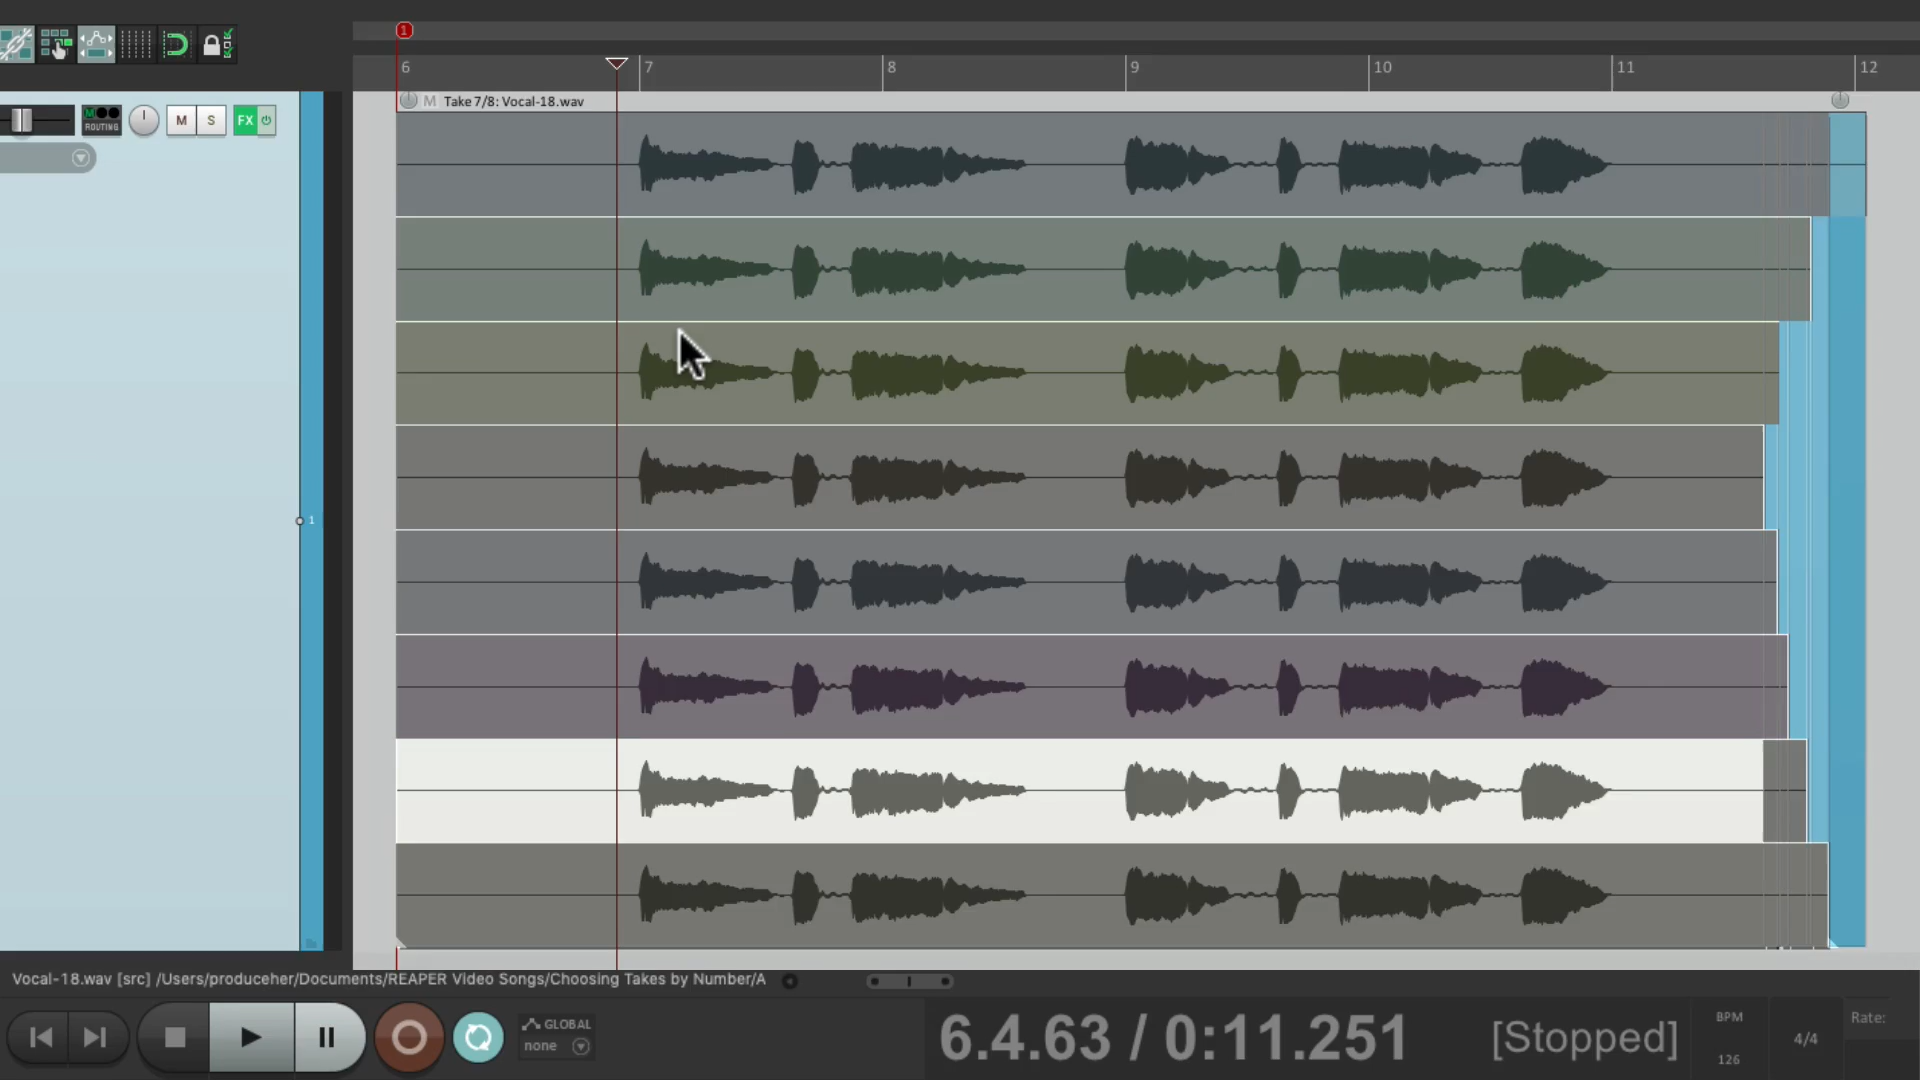 1
6 7 8 9 10 11 12
M Take 7/8: Vocal-18.wav
M
ROUTING
M S FX
1
Vocal-18.wav [src] /Users/produceher/Documents/REAPER Video Songs/Choosing Takes by Number/A
GLOBAL
none
6.4.63 / 0:11.251
[Stopped]
BPM
126
4/4
Rate: